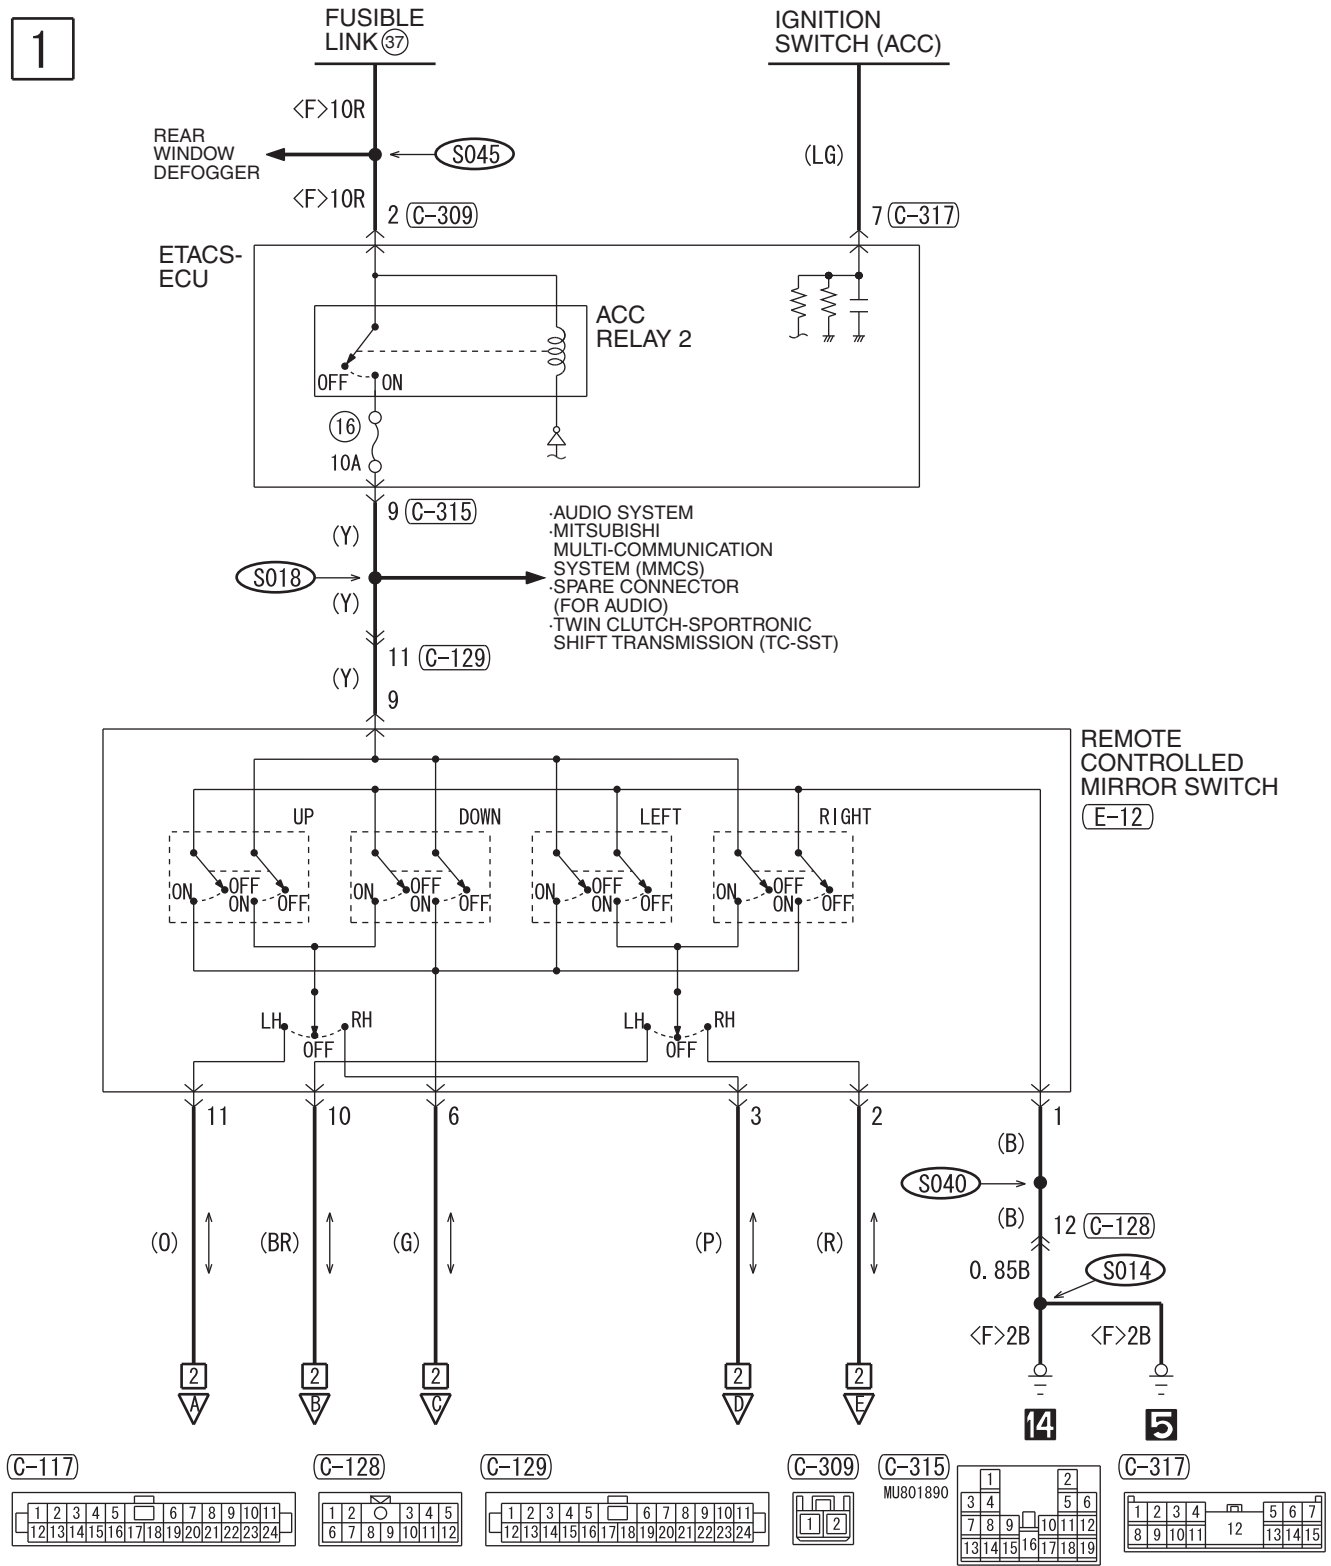 1
FUSIBLE
LINK 37
IGNITION
SWITCH (ACC)
<F>10R
REAR
WINDOW
DEFOGGER
S045
(LG)
<F>10R
2 C-309
7 C-317
ETACS-
ECU
ACC
RELAY 2
OFF ON
16
10A
9 C-315
(Y)
S018
(Y)
·AUDIO SYSTEM
·MITSUBISHI
MULTI-COMMUNICATION
SYSTEM (MMCS)
·SPARE CONNECTOR
(FOR AUDIO)
·TWIN CLUTCH-SPORTRONIC
SHIFT TRANSMISSION (TC-SST)
11 C-129
(Y)
9
REMOTE
CONTROLLED
MIRROR SWITCH
E-12
UP DOWN LEFT RIGHT
ON OFF ON OFF ON OFF ON OFF
ON OFF ON OFF ON OFF ON OFF
LH RH LH RH
OFF OFF
11 10 6 3 2 1
(B)
S040
(B) 12 C-128
(O) (BR) (G) (P) (R)
0.85B S014
<F>2B <F>2B
2 2 2 2 2
A B C D E
14 5
C-117
1 2 3 4 5 6 7 8 9 10 11
12 13 14 15 16 17 18 19 20 21 22 23 24
C-128
1 2 3 4 5
6 7 8 9 10 11 12
C-129
1 2 3 4 5 6 7 8 9 10 11
12 13 14 15 16 17 18 19 20 21 22 23 24
C-309
1 2
C-315
MU801890
1 2
3 4 5 6
7 8 9 10 11 12
13 14 15 16 17 18 19
C-317
1 2 3 4 5 6 7
8 9 10 11 12 13 14 15